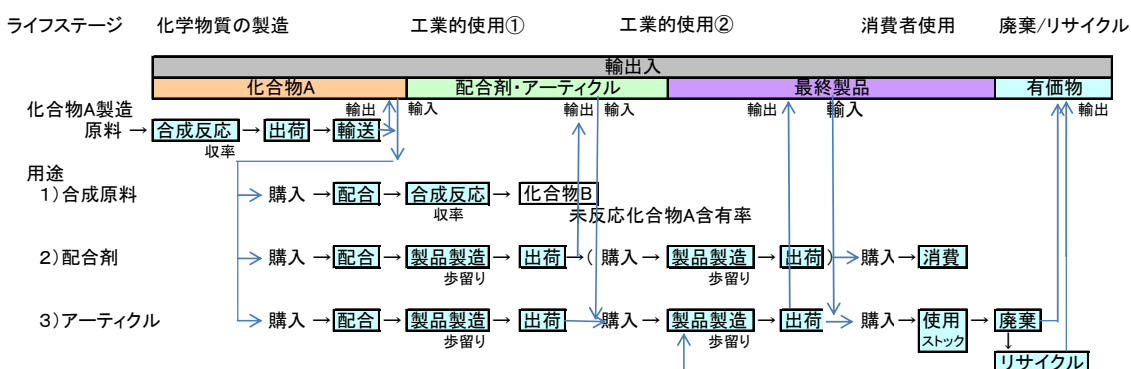 ライフステージ 化学物質の製造 工業的使用① 工業的使用② 消費者使用 廃棄/リサイクル
輸出入
化合物A 配合剤・アーティクル 最終製品 有価物
輸出 輸入 輸出 輸入 輸出 輸入 輸出
化合物A製造
原料 → 合成反応 → 出荷 → 輸送
収率
用途
1)合成原料 購入 → 配合 → 合成反応 → 化合物B
収率 未反応化合物A含有率
2)配合剤 購入 → 配合 → 製品製造 → 出荷 →( 購入 → 製品製造 → 出荷 ) 購入 → 消費
歩留り 歩留り
3)アーティクル 購入 → 配合 → 製品製造 → 出荷 購入 → 製品製造 → 出荷 購入 → 使用 → 廃棄
歩留り 歩留り ストック ↓
リサイクル